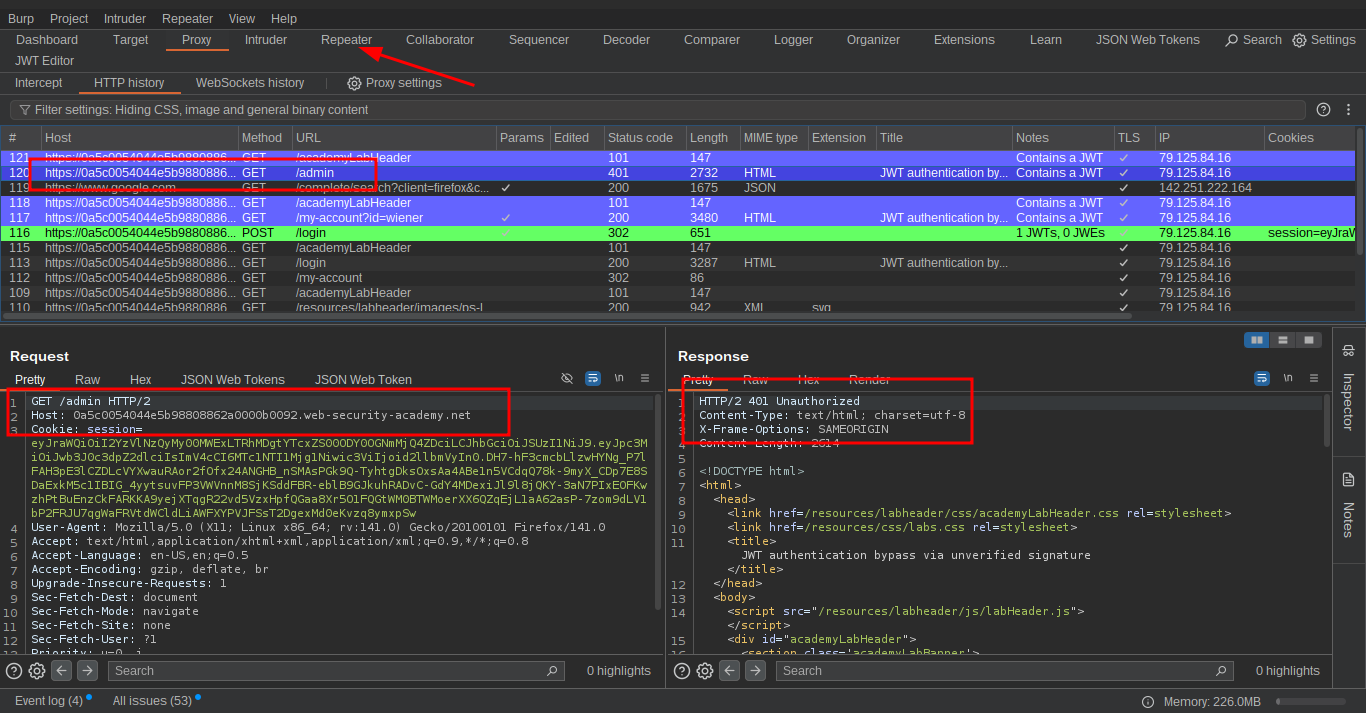 Burp Project Intruder Repeater View Help
Dashboard Target Proxy Intruder Repeater Collaborator Sequencer Decoder Comparer Logger Organizer Extensions Learn JSON Web Tokens Search Settings
JWT Editor
Intercept HTTP history WebSockets history Proxy settings
Filter settings: Hiding CSS, image and general binary content
# Host Method URL Params Edited Status code Length MIME type Extension Title Notes TLS IP Cookies
121 https://0a5c0054044e5b9880886... GET /academyLabHeader 101 147 Contains a JWT ✓ 79.125.84.16
120 https://0a5c0054044e5b9880886... GET /admin 401 2732 HTML JWT authentication by... Contains a JWT ✓ 79.125.84.16
119 https://www.google.com GET /complete/search?client=firefox&c... ✓ 200 1675 JSON ✓ 142.251.222.164
118 https://0a5c0054044e5b9880886... GET /academyLabHeader 101 147 Contains a JWT ✓ 79.125.84.16
117 https://0a5c0054044e5b9880886... GET /my-account?id=wiener ✓ 200 3480 HTML JWT authentication by... Contains a JWT ✓ 79.125.84.16
116 https://0a5c0054044e5b9880886... POST /login 302 651 1 JWTs, 0 JWEs 79.125.84.16 session=eyJraW
115 https://0a5c0054044e5b9880886... GET /academyLabHeader 101 147 ✓ 79.125.84.16
113 https://0a5c0054044e5b9880886... GET /login 200 3287 HTML JWT authentication by... ✓ 79.125.84.16
112 https://0a5c0054044e5b9880886... GET /my-account 302 86 ✓ 79.125.84.16
109 https://0a5c0054044e5b9880886... GET /academyLabHeader 101 147 ✓ 79.125.84.16
110 https://0a5c0054044e5b9880886... GET /resources/labheader/images/ps-l 200 942 XML svg ✓ 79.125.84.16
Request
Pretty Raw Hex JSON Web Tokens JSON Web Token \n
1 GET /admin HTTP/2
2 Host: 0a5c0054044e5b98808862a0000b0092.web-security-academy.net
3 Cookie: session=
4 User-Agent: Mozilla/5.0 (X11; Linux x86_64; rv:141.0) Gecko/20100101 Firefox/141.0
5 Accept: text/html,application/xhtml+xml,application/xml;q=0.9,*/*;q=0.8
6 Accept-Language: en-US,en;q=0.5
7 Accept-Encoding: gzip, deflate, br
8 Upgrade-Insecure-Requests: 1
9 Sec-Fetch-Dest: document
10 Sec-Fetch-Mode: navigate
11 Sec-Fetch-Site: none
12 Sec-Fetch-User: ?1
Priority: u=0, i
Search 0 highlights
Response
Pretty Raw Hex Render \n
1 HTTP/2 401 Unauthorized
2 Content-Type: text/html; charset=utf-8
3 X-Frame-Options: SAMEORIGIN
4 Content-Length: 2614
5
6 <!DOCTYPE html>
7 <html>
8 <head>
9 <link href=/resources/labheader/css/academyLabHeader.css rel=stylesheet>
10 <link href=/resources/css/labs.css rel=stylesheet>
11 <title>
JWT authentication bypass via unverified signature
</title>
12 </head>
13 <body>
14 <script src="/resources/labheader/js/labHeader.js">
</script>
15 <div id="academyLabHeader">
16 <section class='academyLabBanner'>
Search 0 highlights
Inspector
Notes
Event log (4) All issues (53) Memory: 226.0MB